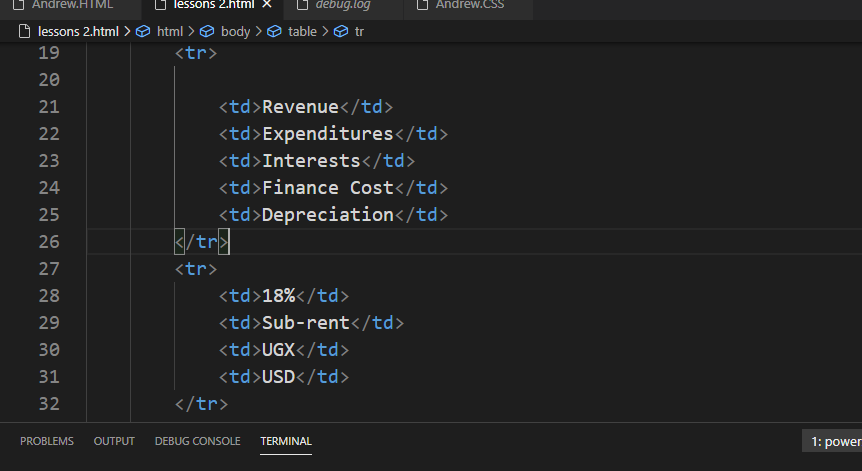 Andrew.HTML lessons 2.html × debug.log Andrew.CSS
lessons 2.html > html > body > table > tr
19 <tr>
20
21 <td>Revenue</td>
22 <td>Expenditures</td>
23 <td>Interests</td>
24 <td>Finance Cost</td>
25 <td>Depreciation</td>
26 </tr>
27 <tr>
28 <td>18%</td>
29 <td>Sub-rent</td>
30 <td>UGX</td>
31 <td>USD</td>
32 </tr>
PROBLEMS OUTPUT DEBUG CONSOLE TERMINAL 1: power